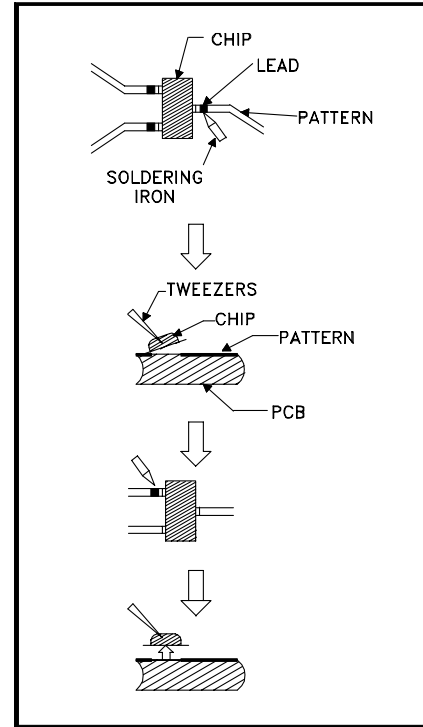 CHIP
LEAD
PATTERN
SOLDERING
IRON
TWEEZERS
CHIP
PATTERN
PCB